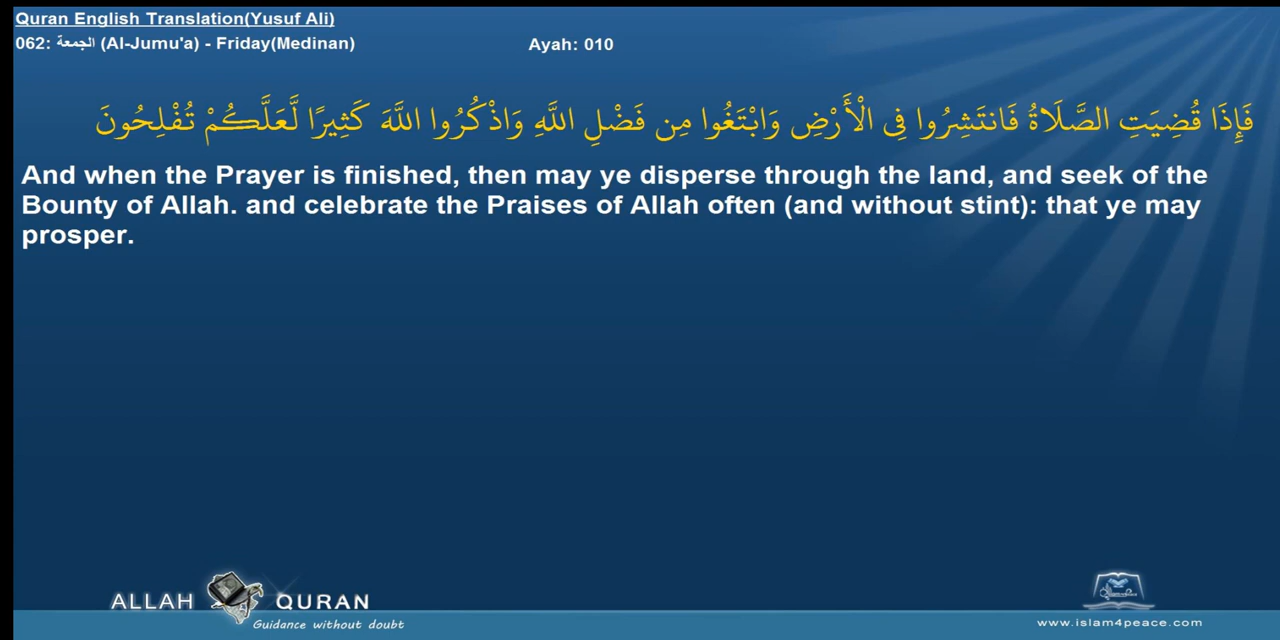 Quran English Translation(Yusuf Ali)
062: الجمعة (Al-Jumu'a) - Friday(Medinan)
Ayah: 010
فَإِذَا قُضِيَتِ الصَّلَاةُ فَانتَشِرُوا فِي الْأَرْضِ وَابْتَغُوا مِن فَضْلِ اللَّهِ وَاذْكُرُوا اللَّهَ كَثِيرًا لَّعَلَّكُمْ تُفْلِحُونَ
And when the Prayer is finished, then may ye disperse through the land, and seek of the
Bounty of Allah. and celebrate the Praises of Allah often (and without stint): that ye may
prosper.
ALLAH QURAN
Guidance without doubt
www.islam4peace.com